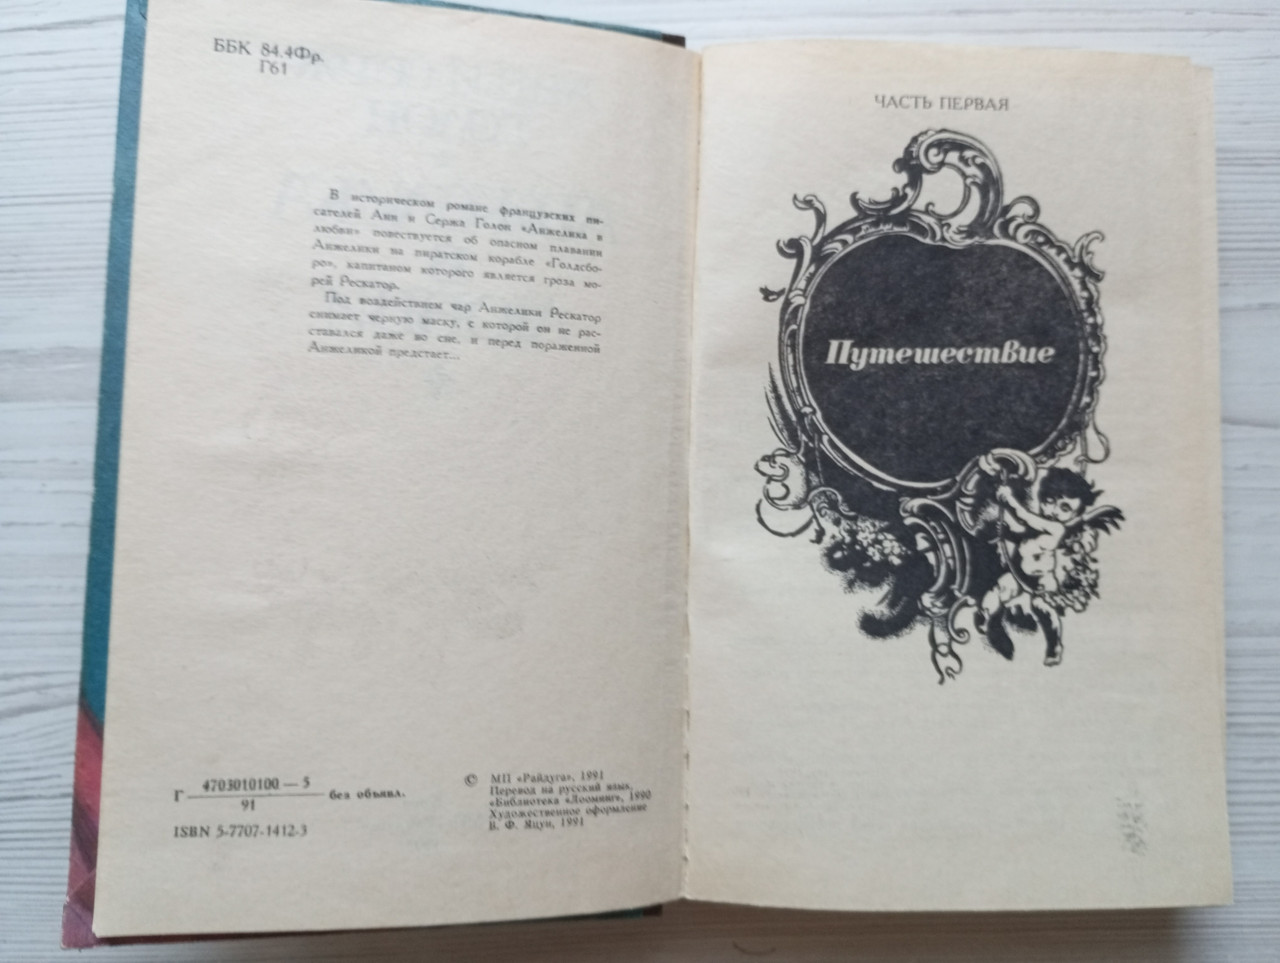 ББК 84.4Фр.
Г61
В историческом романе французских пи-
сателей Анн и Сержа Голон «Анжелика в
любви» повествуется об опасном плавании
Анжелики на пиратском корабле «Голдсбо-
ро», капитаном которого является гроза мо-
рей Рескатор.
Под воздействием чар Анжелики Рескатор
снимает черную маску, с которой он не рас-
ставался даже во сне, и перед пораженной
Анжеликой предстает...
Г 4703010100 — 5
91
без объявл.
ISBN 5-7707-1412-3
© МП «Райдуга», 1991
Перевод на русский язык,
«Библиотека «Лооминг», 1990
Художественное оформление
В. Ф. Яцун, 1991
ЧАСТЬ ПЕРВАЯ
Путешествие